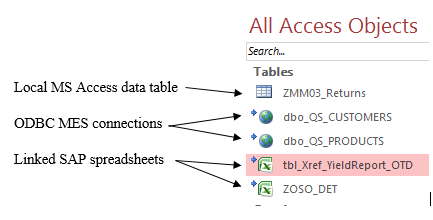 All Access Objects
Search...
Tables
Local MS Access data table
ZMM03_Returns
ODBC MES connections
dbo_QS_CUSTOMERS
dbo_QS_PRODUCTS
Linked SAP spreadsheets
tbl_Xref_YieldReport_OTD
ZOSO_DET